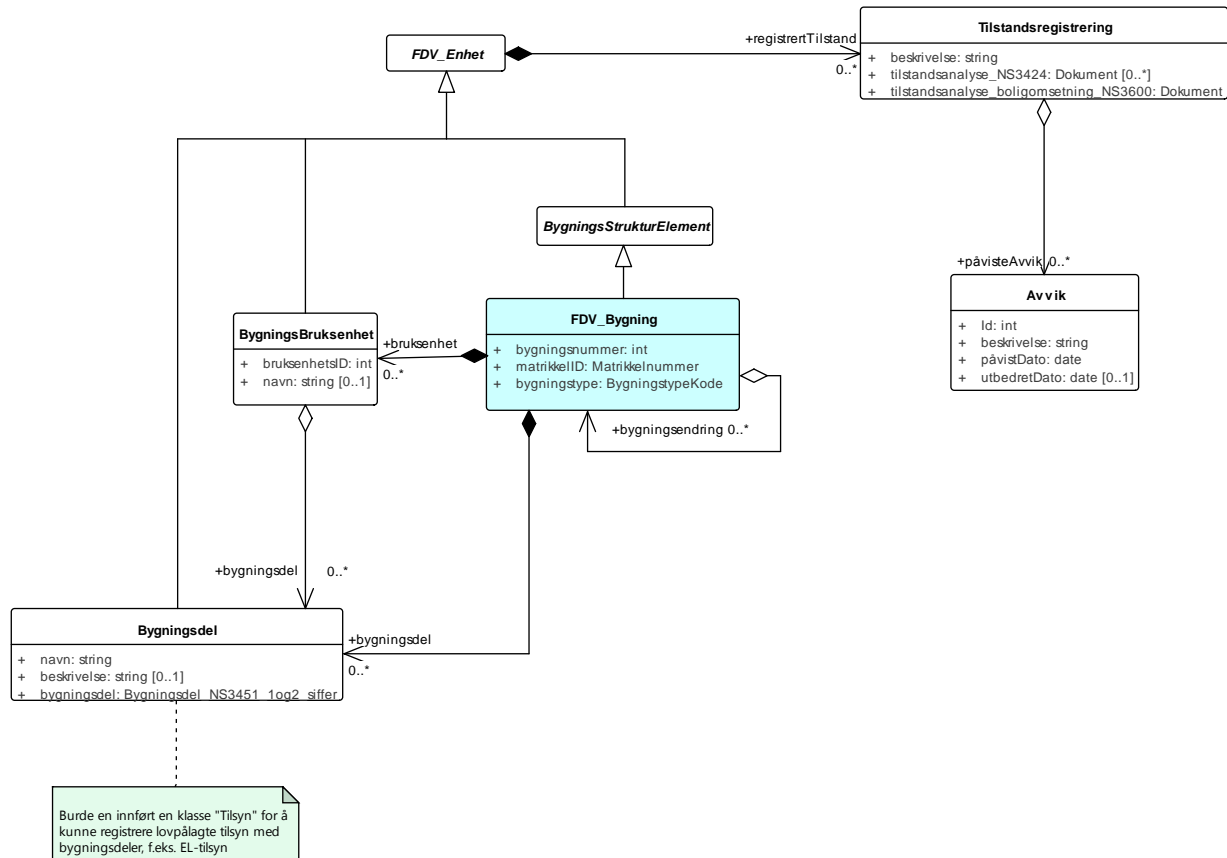 Tilstandsregistrering
+ beskrivelse: string
+ tilstandsanalyse_NS3424: Dokument [0..*]
+ tilstandsanalyse_boligomsetning_NS3600: Dokument
FDV_Enhet
+registrertTilstand
0..*
BygningsStrukturElement
+påvisteAvvik 0..*
Avvik
+ Id: int
+ beskrivelse: string
+ påvistDato: date
+ utbedretDato: date [0..1]
BygningsBruksenhet
+ bruksenhetsID: int
+ navn: string [0..1]
+bruksenhet
0..*
FDV_Bygning
+ bygningsnummer: int
+ matrikkelID: Matrikkelnummer
+ bygningstype: BygningstypeKode
+bygningsendring 0..*
+bygningsdel 0..*
Bygningsdel
+ navn: string
+ beskrivelse: string [0..1]
+ bygningsdel: Bygningsdel_NS3451_1og2_siffer
+bygningsdel
0..*
Burde en innført en klasse "Tilsyn" for å
kunne registrere lovpålagte tilsyn med
bygningsdeler, f.eks. EL-tilsyn